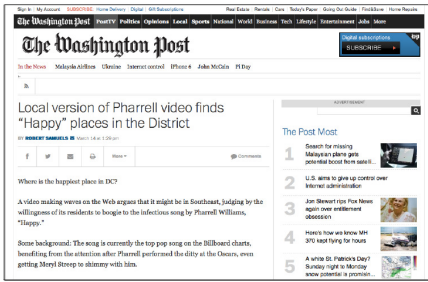 Sign In My Account SUBSCRIBE: Home Delivery Digital Gift Subscriptions Real Estate Rentals Cars Today's Paper Going Out Guide Find&Save Home Repairs
The Washington Post PostTV Politics Opinions Local Sports National World Business Tech Lifestyle Entertainment Jobs More
The Washington Post
Digital subscriptions
SUBSCRIBE
In the News Malaysia Airlines Ukraine Internet control iPhone 6 John McCain Pi Day
Local version of Pharrell video finds
“Happy” places in the District
BY ROBERT SAMUELS
More
Comments
Where is the happiest place in DC?
A video making waves on the Web argues that it might be in Southeast, judging by the
willingness of its residents to boogie to the infectious song by Pharrell Williams,
“Happy.”
Some background: The song is currently the top pop song on the Billboard charts,
benefiting from the attention after Pharrell performed the ditty at the Oscars, even
getting Meryl Streep to shimmy with him.
ADVERTISEMENT
The Post Most
1 Search for missing
Malaysian plane gets
potential boost from sateli...
2 U.S. aims to give up control over
Internet administration
3 Jon Stewart rips Fox News
again over entitlement
obsession
4 Here's how we know MH
370 kept flying for hours
5 A white St. Patrick's Day?
Sunday night to Monday
snow potential is promisin...